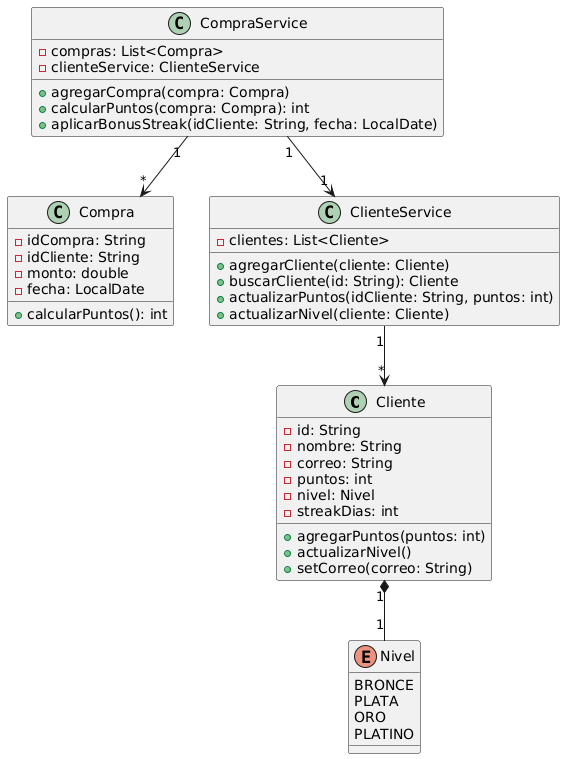 C CompraService
compras: List<Compra>
clienteService: ClienteService
agregarCompra(compra: Compra)
calcularPuntos(compra: Compra): int
aplicarBonusStreak(idCliente: String, fecha: LocalDate)
1
1
*
1
C Compra
idCompra: String
idCliente: String
monto: double
fecha: LocalDate
calcularPuntos(): int
C ClienteService
clientes: List<Cliente>
agregarCliente(cliente: Cliente)
buscarCliente(id: String): Cliente
actualizarPuntos(idCliente: String, puntos: int)
actualizarNivel(cliente: Cliente)
1
*
C Cliente
id: String
nombre: String
correo: String
puntos: int
nivel: Nivel
streakDias: int
agregarPuntos(puntos: int)
actualizarNivel()
setCorreo(correo: String)
1
1
E Nivel
BRONCE
PLATA
ORO
PLATINO